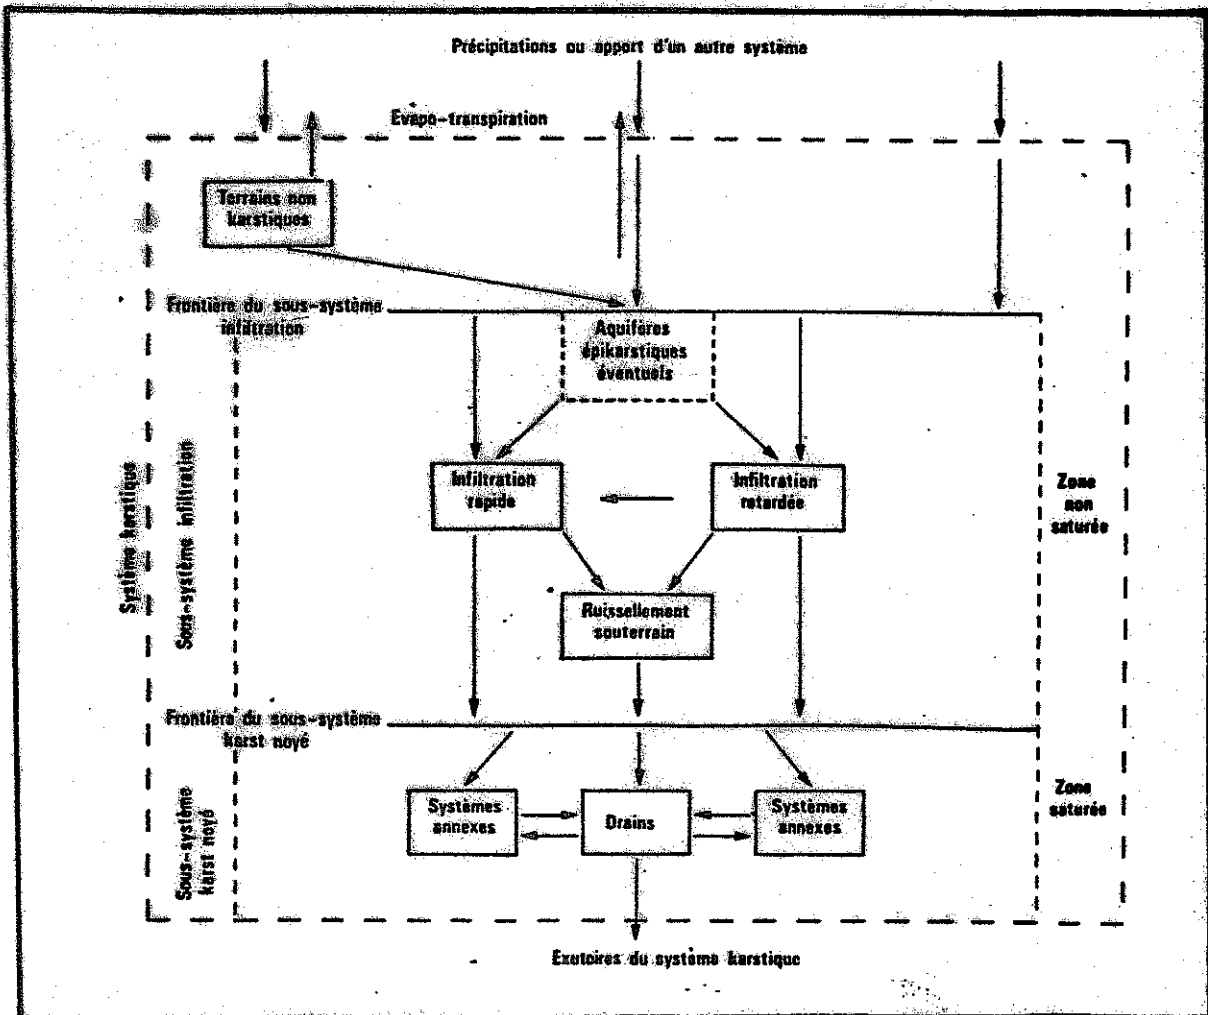 Précipitations ou apport d'un autre système
Evapo-transpiration
Terrains non
karstiques
Frontière du sous-système
infiltration
Aquifères
épikarstiques
éventuels
Système karstique
Sous-système infiltration
Infiltration
rapide
Infiltration
retardée
Zone
non
saturée
Ruissellement
souterrain
Frontière du sous-système
karst noyé
Sous-système
karst noyé
Systèmes
annexes
Drains
Systèmes
annexes
Zone
saturée
Exutoires du système karstique